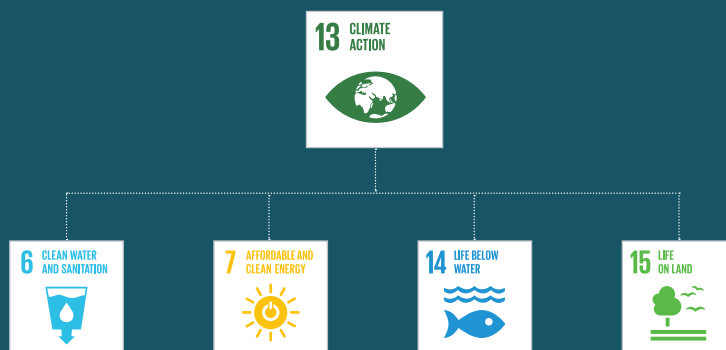 13 CLIMATE
ACTION
6 CLEAN WATER
AND SANITATION
7 AFFORDABLE AND
CLEAN ENERGY
14 LIFE BELOW
WATER
15 LIFE
ON LAND